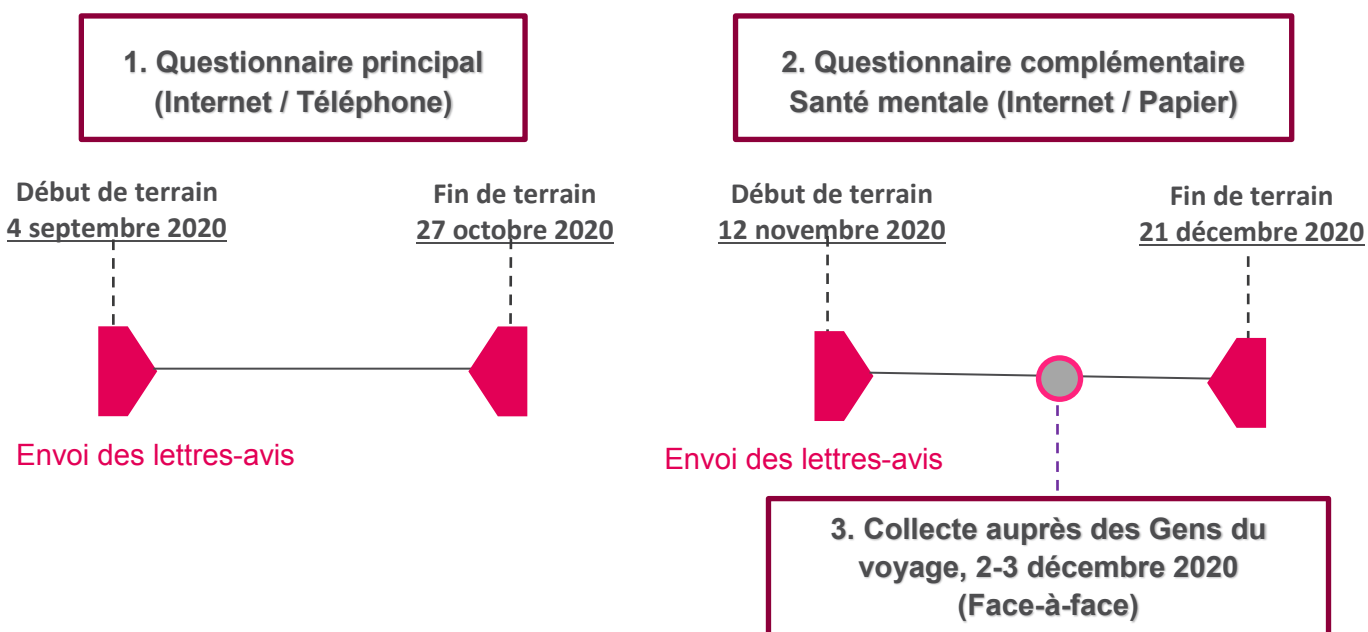 1. Questionnaire principal
(Internet / Téléphone)
Début de terrain
4 septembre 2020
Fin de terrain
27 octobre 2020
Envoi des lettres-avis
2. Questionnaire complémentaire
Santé mentale (Internet / Papier)
Début de terrain
12 novembre 2020
Fin de terrain
21 décembre 2020
Envoi des lettres-avis
3. Collecte auprès des Gens du
voyage, 2-3 décembre 2020
(Face-à-face)